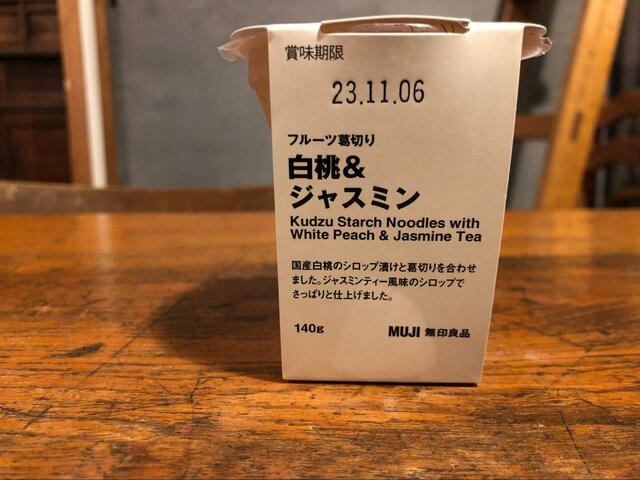 賞味期限
23.11.06
フルーツ葛切り
白桃&
ジャスミン
Kudzu Starch Noodles with
White Peach & Jasmine Tea
国産白桃のシロップ漬けと葛切りを合わせ
ました。ジャスミンティー風味のシロップで
さっぱりと仕上げました。
140g
MUJI 無印良品